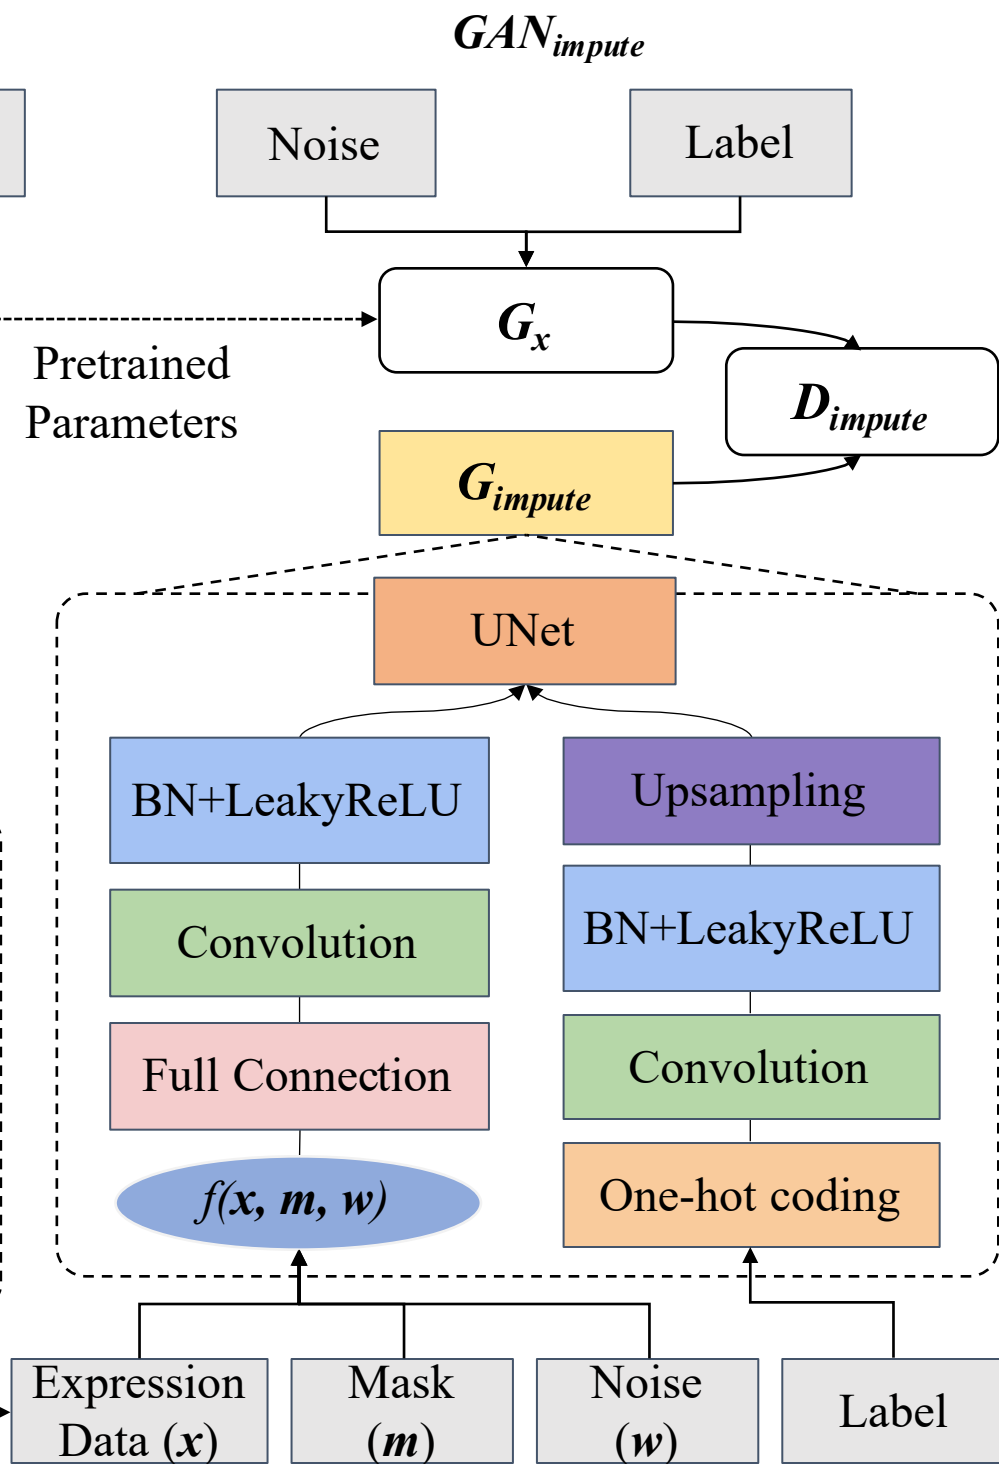 GANimpute
Noise
Label
Gx
Pretrained
Parameters
Dimpute
Gimpute
UNet
BN+LeakyReLU
Upsampling
Convolution
BN+LeakyReLU
Full Connection
Convolution
f(x, m, w)
One-hot coding
Expression
Data (x)
Mask
(m)
Noise
(w)
Label